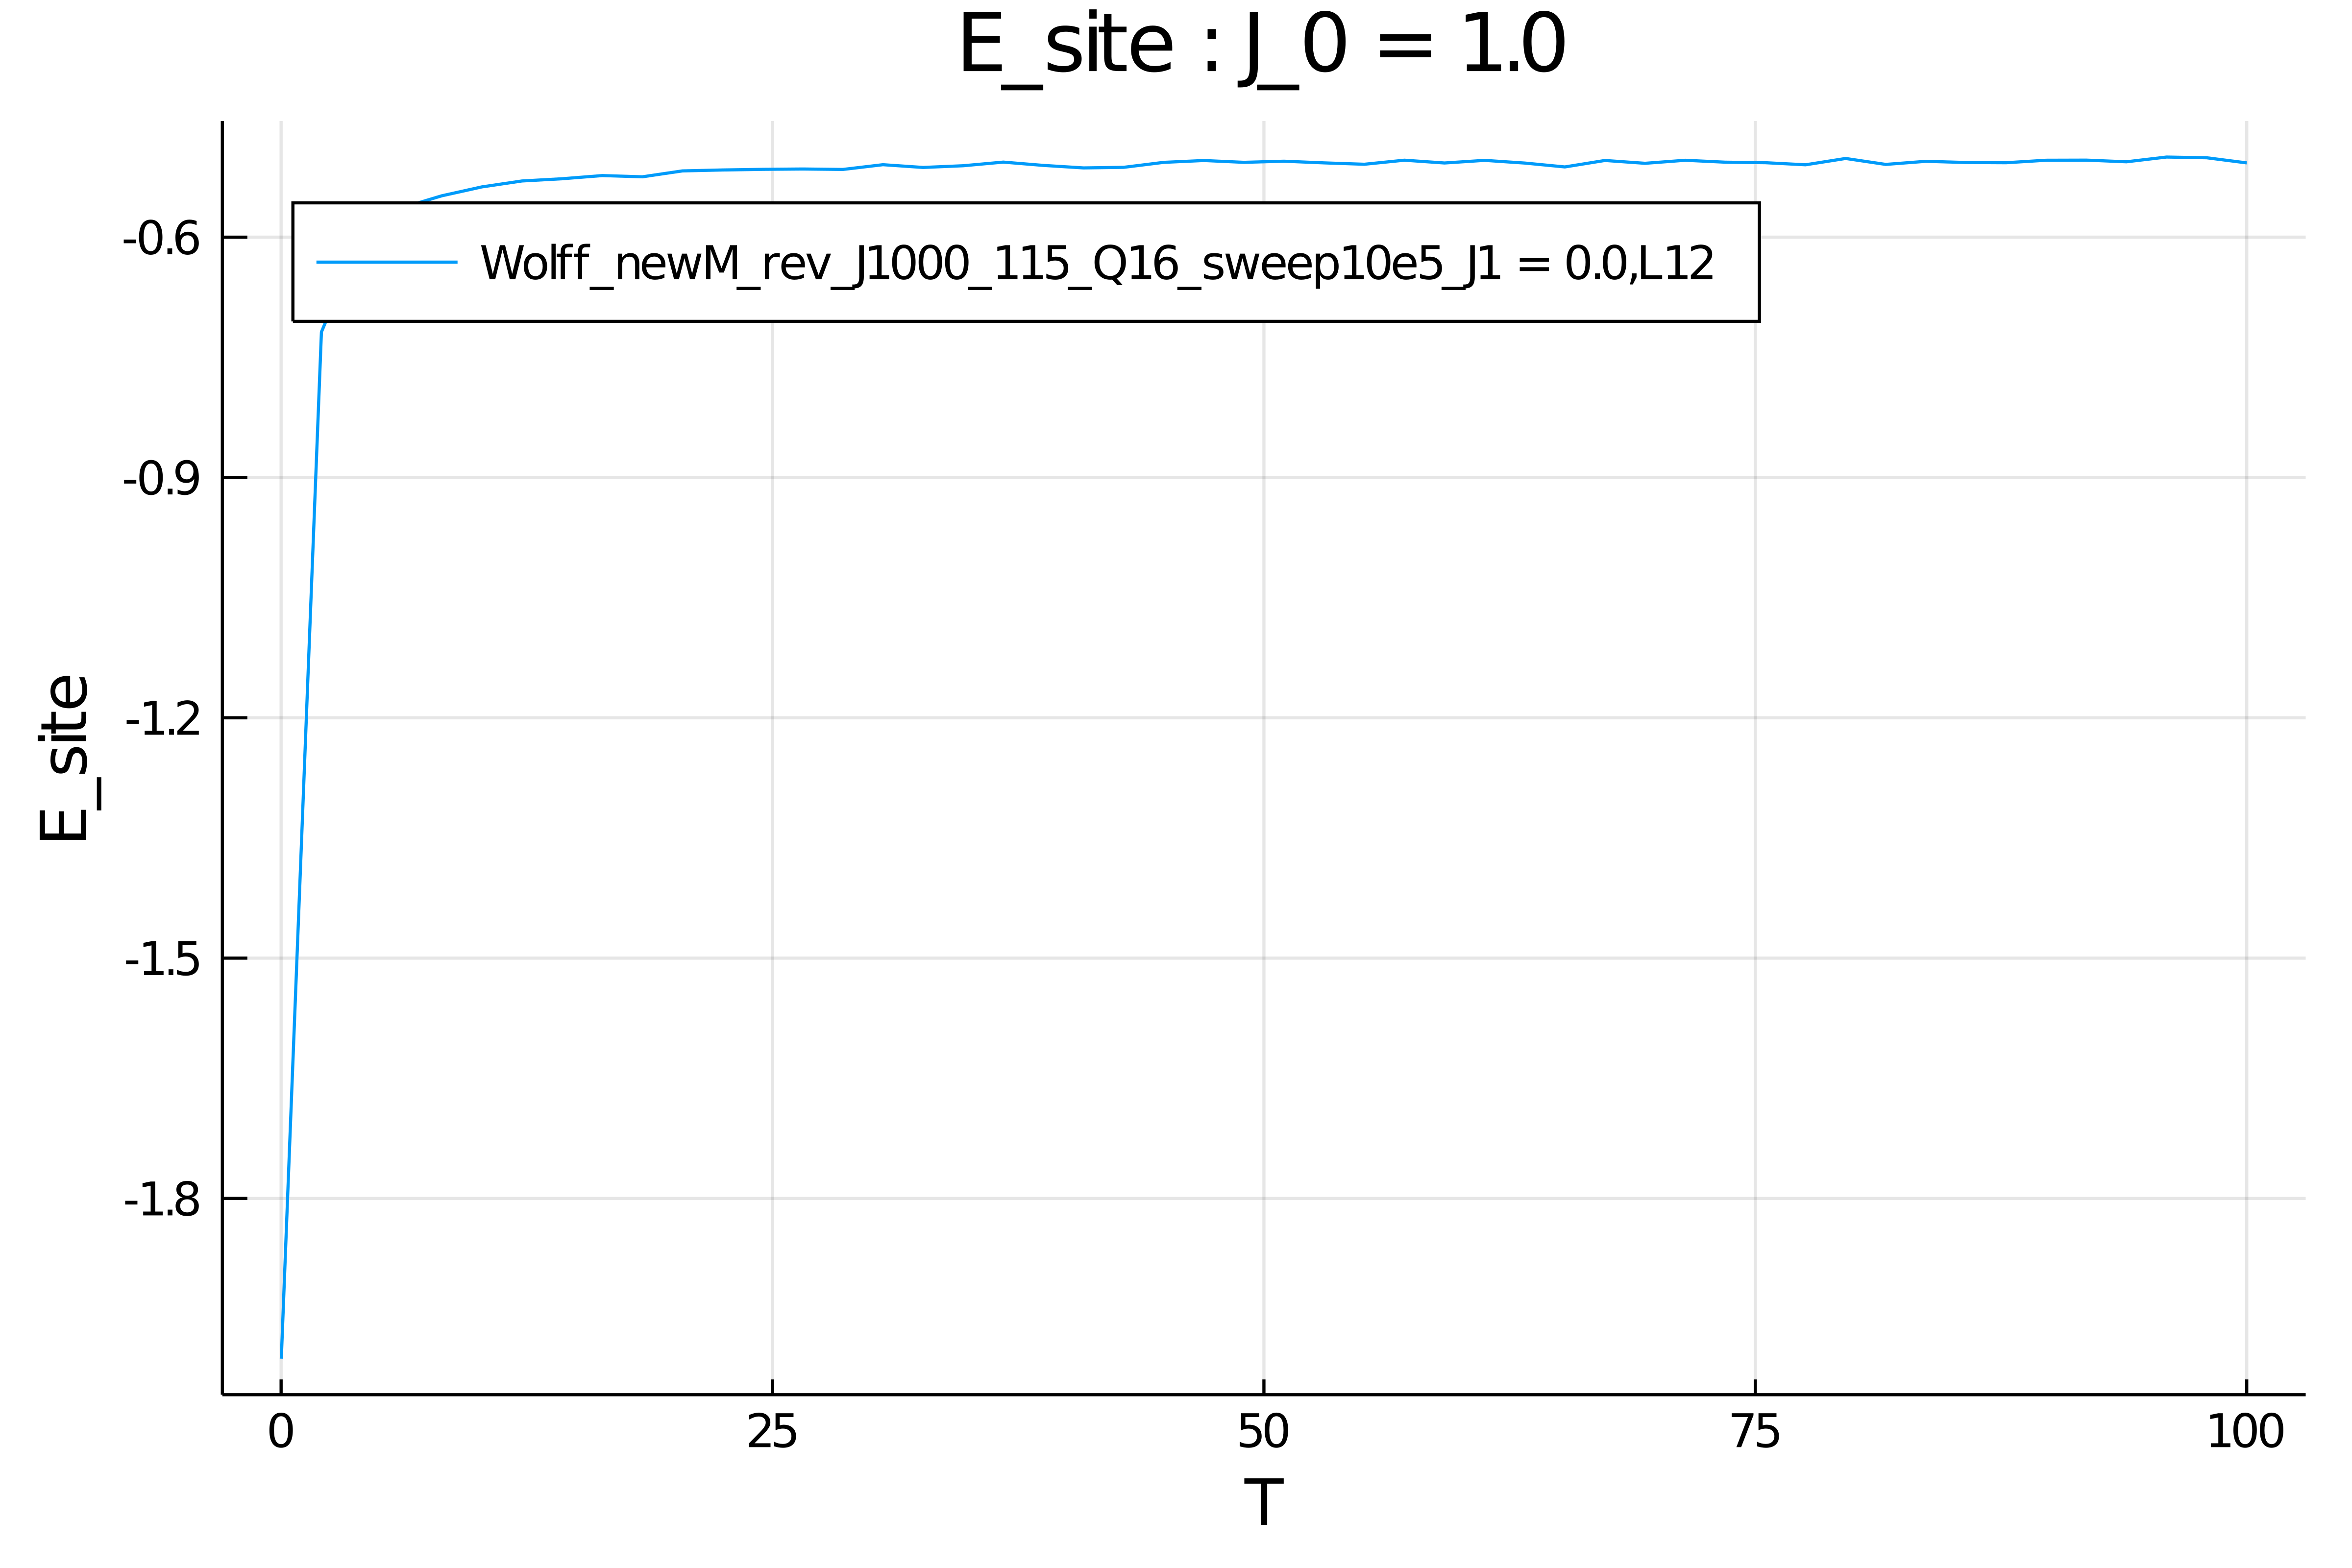 E_site : J_0 = 1.0
-0.6
Wolff_newM_rev_J1000_115_Q16_sweep10e5_J1 = 0.0,L12
-0.9
-1.2
E_site
-1.5
-1.8
0 25 50 75 100
T